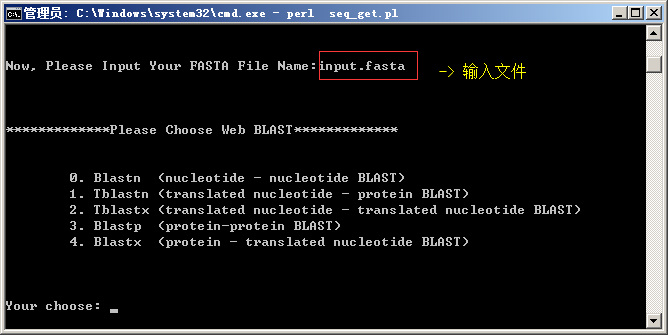 管理员: C:\Windows\system32\cmd.exe - perl  seq_get.pl
Now, Please Input Your FASTA File Name:input.fasta -> 输入文件
*************Please Choose Web BLAST*************
0. Blastn  (nucleotide - nucleotide BLAST)
1. Tblastn (translated nucleotide - protein BLAST)
2. Tblastx (translated nucleotide - translated nucleotide BLAST)
3. Blastp  (protein-protein BLAST)
4. Blastx  (protein - translated nucleotide BLAST)
Your choose: _